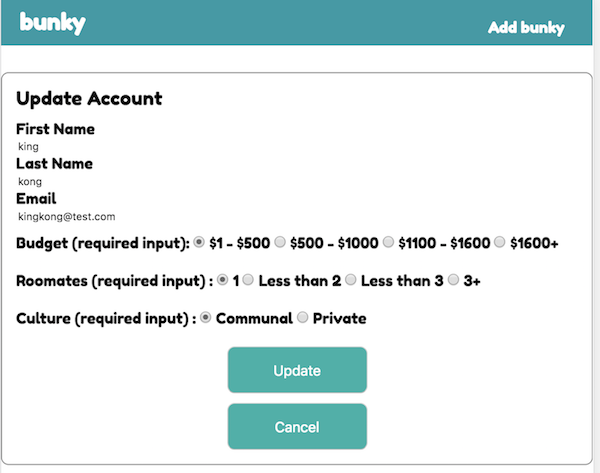 bunky
Add bunky
Update Account
First Name
king
Last Name
kong
Email
kingkong@test.com
Budget (required input): $1 - $500 $500 - $1000 $1100 - $1600 $1600+
Roomates (required input) : 1 Less than 2 Less than 3 3+
Culture (required input) : Communal Private
Update
Cancel